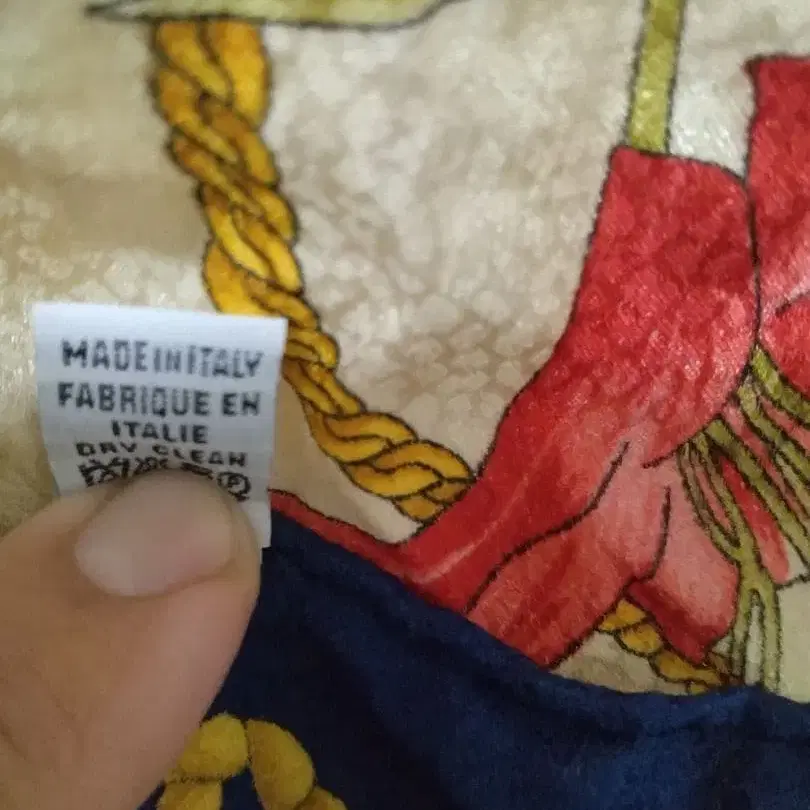 MADE IN ITALY
FABRIQUE EN
ITALIE
DRY CLEAN
Ⓟ